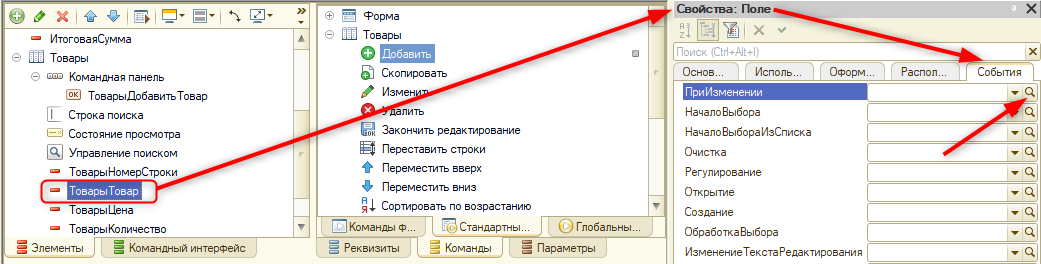 ИтоговаяСумма
Товары
Командная панель
OK ТоварыДобавитьТовар
Строка поиска
Состояние просмотра
Управление поиском
ТоварыНомерСтроки
ТоварыТовар
ТоварыЦена
ТоварыКоличество
Элементы
Командный интерфейс
Форма
Товары
Добавить
Скопировать
Изменить
Удалить
Закончить редактирование
Переставить строки
Переместить вверх
Переместить вниз
Сортировать по возрастанию
Команды ф...
Стандартны...
Глобальны...
Реквизиты
Команды
Параметры
Свойства: Поле
Поиск (Ctrl+Alt+I)
Основ...
Исполь...
Оформ...
Распол...
События
ПриИзменении
НачалоВыбора
НачалоВыбораИзСписка
Очистка
Регулирование
Открытие
Создание
ОбработкаВыбора
ИзменениеТекстаРедактирования